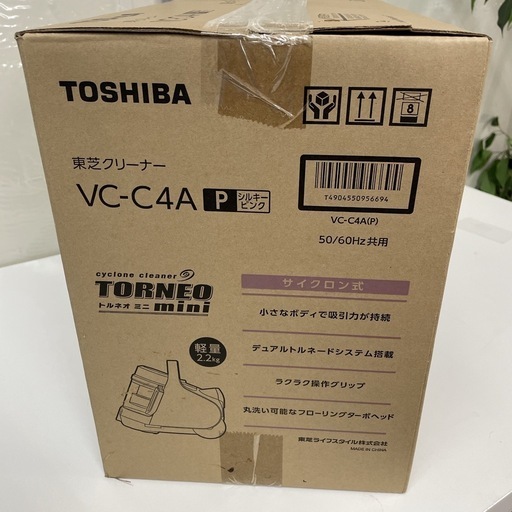 TOSHIBA
8
東芝クリーナー
VC-C4A P シルキーピンク
T4904550956694
VC-C4A(P)
50/60Hz共用
cyclone cleaner
TORNEO
トルネオ ミニ mini
軽量
2.2kg
サイクロン式
小さなボディで吸引力が持続
デュアルトルネードシステム搭載
ラクラク操作グリップ
丸洗い可能なフローリングターボヘッド
東芝ライフスタイル株式会社
MADE IN CHINA